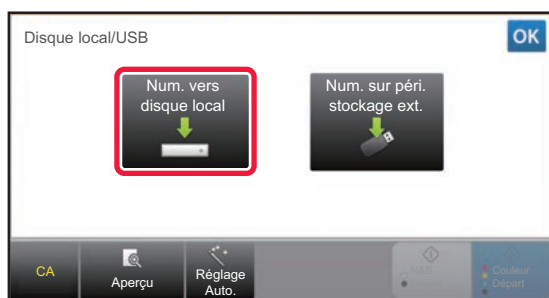 Disque local/USB
OK
Num. vers
disque local
Num. sur péri.
stockage ext.
CA
Aperçu
Réglage
Auto.
N&B
Départ
Couleur
Départ